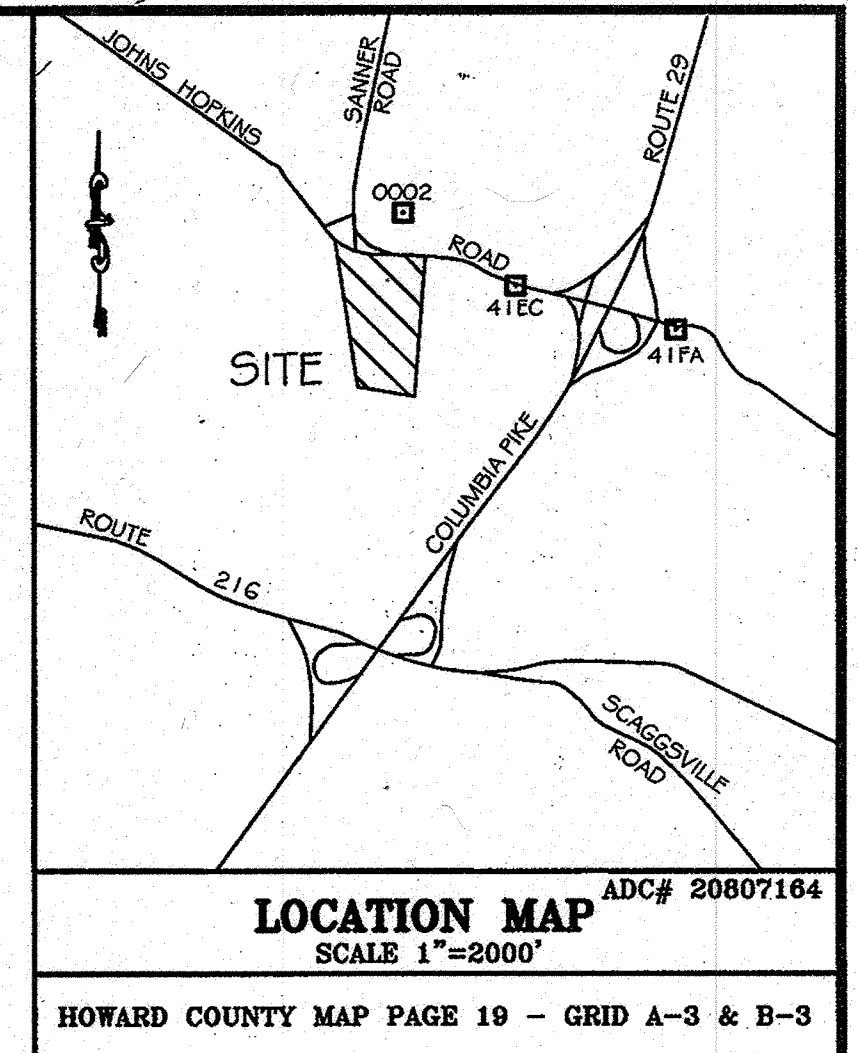 JOHNS HOPKINS
SANNER
ROAD
ROUTE 29
0002
ROAD
41EC
41FA
SITE
COLUMBIA PIKE
ROUTE
216
SCAGGSVILLE
ROAD
ADC# 20807164
LOCATION MAP
SCALE 1"=2000'
HOWARD COUNTY MAP PAGE 19 - GRID A-3 & B-3